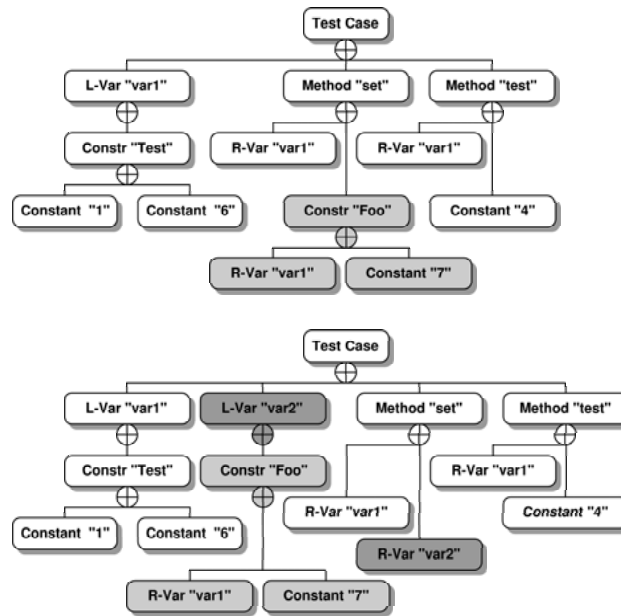 Test Case
L-Var "var1" Method "set" Method "test"
Constr "Test" R-Var "var1" R-Var "var1"
Constant "1" Constant "6" Constr "Foo" Constant "4"
R-Var "var1" Constant "7"
Test Case
L-Var "var1" L-Var "var2" Method "set" Method "test"
Constr "Test" Constr "Foo" R-Var "var1"
Constant "1" Constant "6" R-Var "var1" Constant "4"
R-Var "var2"
R-Var "var1" Constant "7"